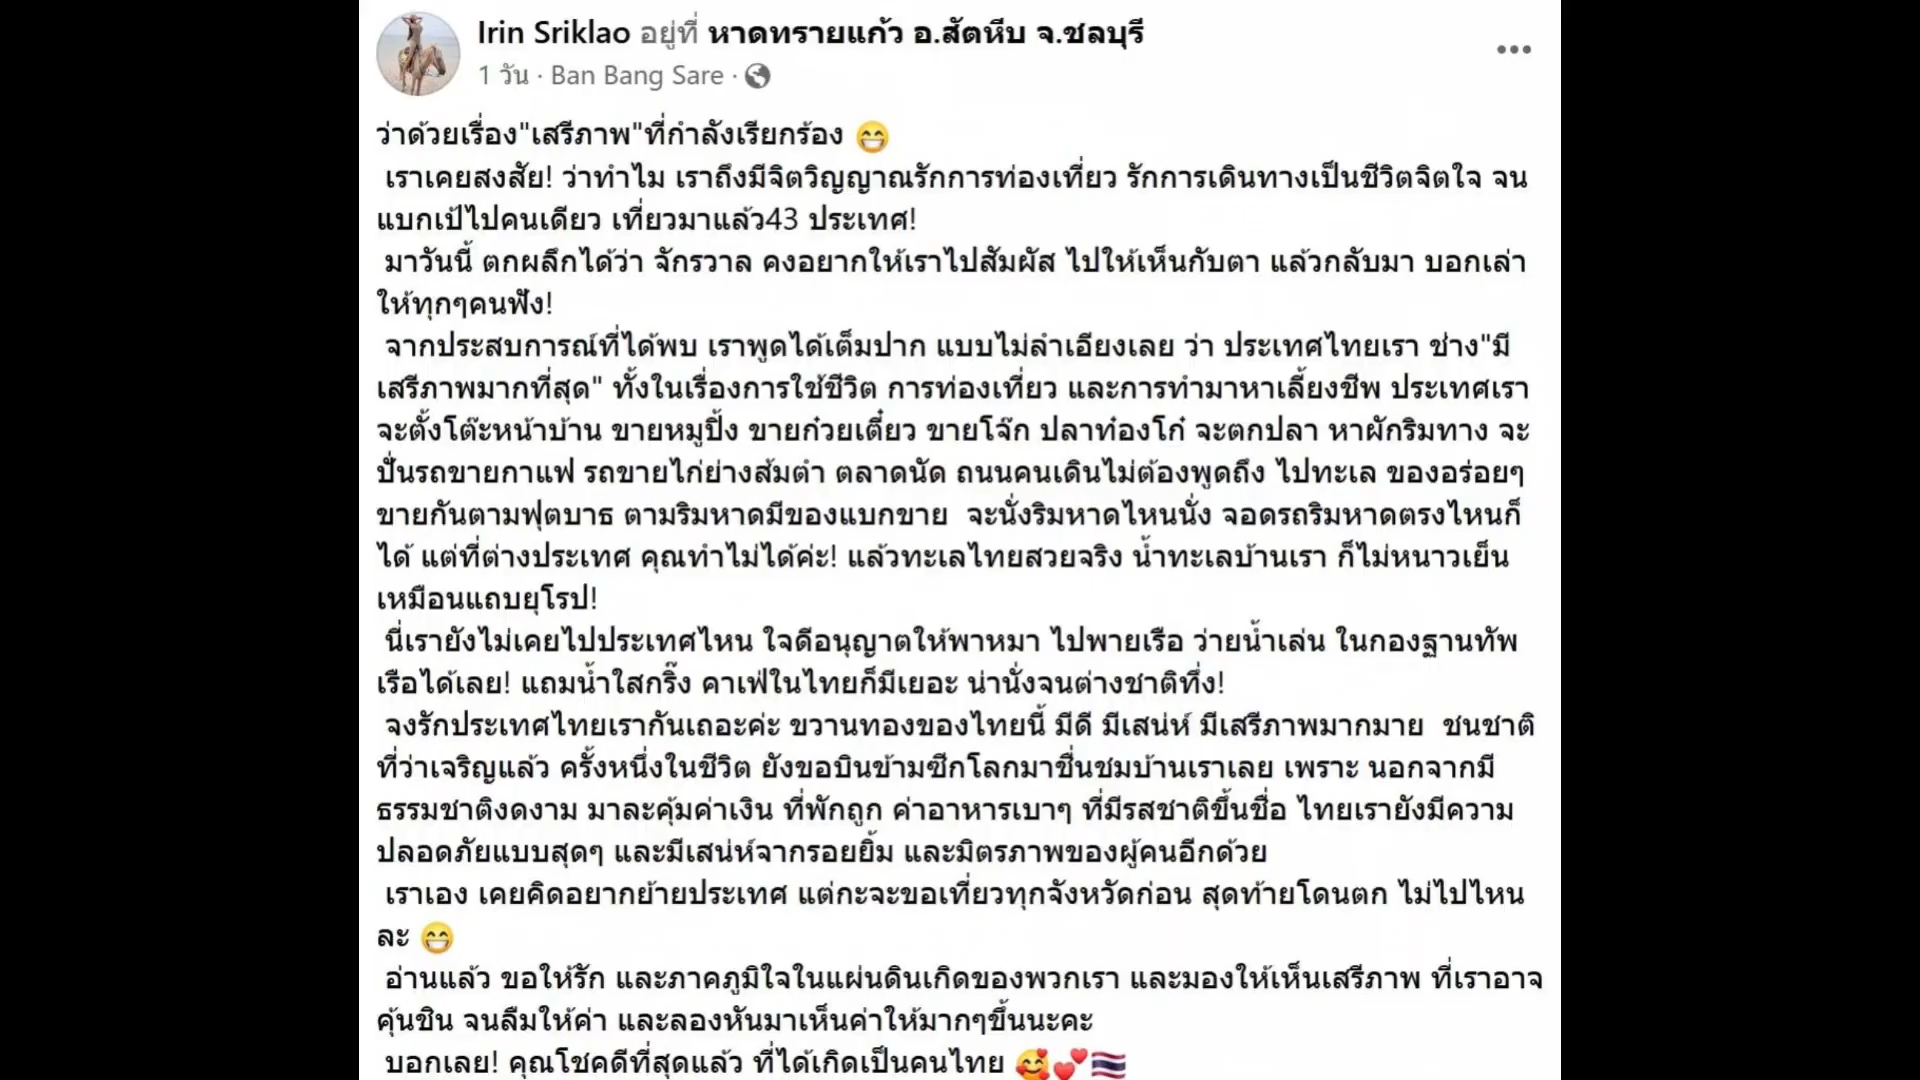 Irin Sriklao อยู่ที่ หาดทรายแก้ว อ.สัตหีบ จ.ชลบุรี
1 วัน · Ban Bang Sare ·
ว่าด้วยเรื่อง"เสรีภาพ"ที่กำลังเรียกร้อง 😁
เราเคยสงสัย! ว่าทำไม เราถึงมีจิตวิญญาณรักการท่องเที่ยว รักการเดินทางเป็นชีวิตจิตใจ จน
แบกเป้ไปคนเดียว เที่ยวมาแล้ว43 ประเทศ!
มาวันนี้ ตกผลึกได้ว่า จักรวาล คงอยากให้เราไปสัมผัส ไปให้เห็นกับตา แล้วกลับมา บอกเล่า
ให้ทุกๆคนฟัง!
จากประสบการณ์ที่ได้พบ เราพูดได้เต็มปาก แบบไม่ลำเอียงเลย ว่า ประเทศไทยเรา ช่าง"มี
เสรีภาพมากที่สุด" ทั้งในเรื่องการใช้ชีวิต การท่องเที่ยว และการทำมาหาเลี้ยงชีพ ประเทศเรา
จะตั้งโต๊ะหน้าบ้าน ขายหมูปิ้ง ขายก๋วยเตี๋ยว ขายโจ๊ก ปลาท๋องโก๋ จะตกปลา หาผักริมทาง จะ
ปั่นรถขายกาแฟ รถขายไก่ย่างส้มตำ ตลาดนัด ถนนคนเดินไม่ต้องพูดถึง ไปทะเล ของอร่อยๆ
ขายกันตามฟุตบาธ ตามริมหาดมีของแบกขาย  จะนั่งริมหาดไหนนั่ง จอดรถริมหาดตรงไหนก็
ได้ แต่ที่ต่างประเทศ คุณทำไม่ได้ค่ะ! แล้วทะเลไทยสวยจริง น้ำทะเลบ้านเรา ก็ไม่หนาวเย็น
เหมือนแถบยุโรป!
นี่เรายังไม่เคยไปประเทศไหน ใจดีอนุญาตให้พาหมา ไปพายเรือ ว่ายน้ำเล่น ในกองฐานทัพ
เรือได้เลย! แถมน้ำใสกริ๊ง คาเฟ่ในไทยก็มีเยอะ น่านั่งจนต่างชาติทึ่ง!
จงรักประเทศไทยเรากันเถอะค่ะ ขวานทองของไทยนี้ มีดี มีเสน่ห์ มีเสรีภาพมากมาย  ชนชาติ
ที่ว่าเจริญแล้ว ครั้งหนึ่งในชีวิต ยังขอบินข้ามซีกโลกมาชื่นชมบ้านเราเลย เพราะ นอกจากมี
ธรรมชาติงดงาม มาละคุ้มค่าเงิน ที่พักถูก ค่าอาหารเบาๆ ที่มีรสชาติขึ้นชื่อ ไทยเรายังมีความ
ปลอดภัยแบบสุดๆ และมีเสน่ห์จากรอยยิ้ม และมิตรภาพของผู้คนอีกด้วย
เราเอง เคยคิดอยากย้ายประเทศ แต่กะจะขอเที่ยวทุกจังหวัดก่อน สุดท้ายโดนตก ไม่ไปไหน
ละ 😁
อ่านแล้ว ขอให้รัก และภาคภูมิใจในแผ่นดินเกิดของพวกเรา และมองให้เห็นเสรีภาพ ที่เราอาจ
คุ้นชิน จนลืมให้ค่า และลองหันมาเห็นค่าให้มากๆขึ้นนะคะ
บอกเลย! คุณโชคดีที่สุดแล้ว ที่ได้เกิดเป็นคนไทย 🥰💕🇹🇭